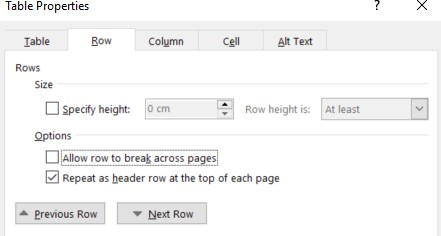 Table Properties ? X
Table Row Column Cell Alt Text
Rows
Size
Specify height: 0 cm Row height is: At least
Options
Allow row to break across pages
Repeat as header row at the top of each page
Previous Row Next Row